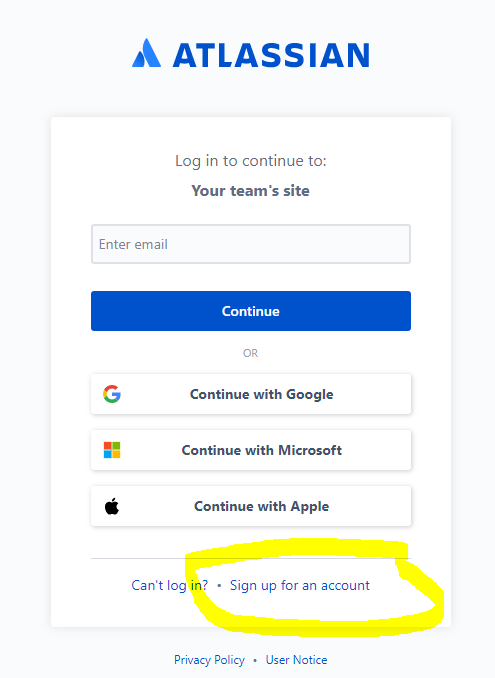 ATLASSIAN
Log in to continue to:
Your team's site
Enter email
Continue
OR
Continue with Google
Continue with Microsoft
Continue with Apple
Can't log in? • Sign up for an account
Privacy Policy • User Notice